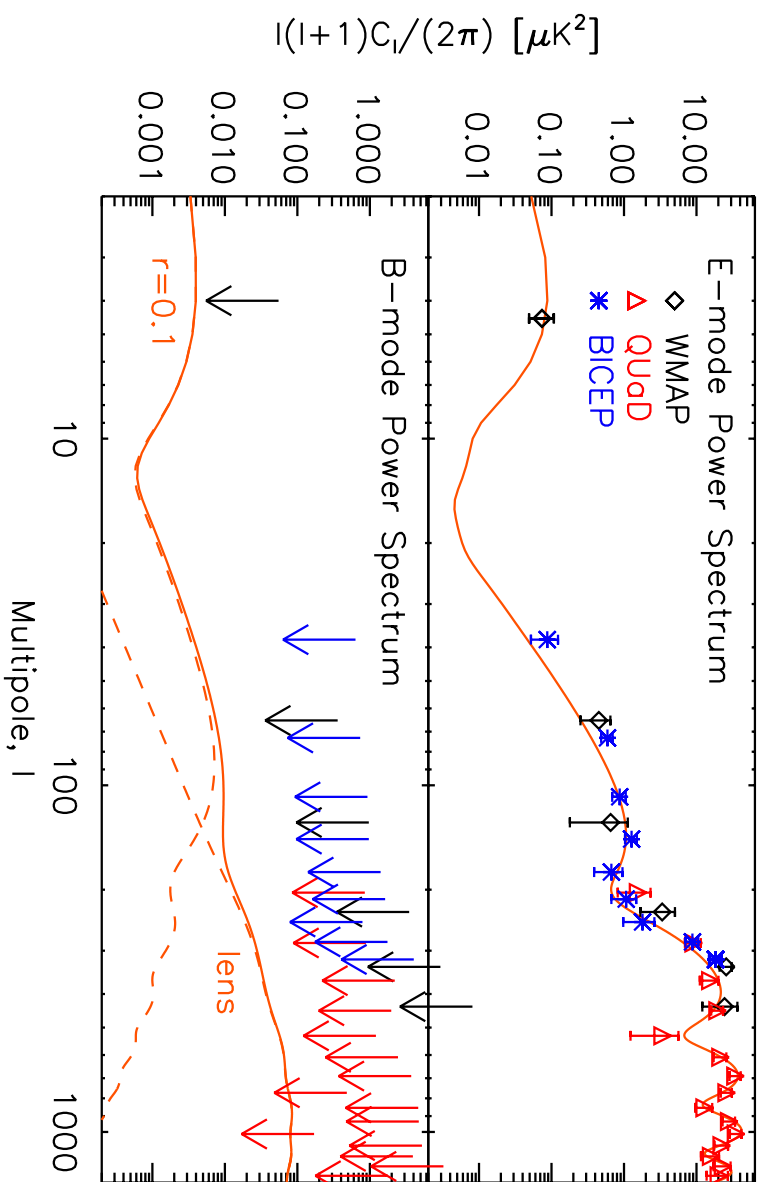 E-mode Power Spectrum
WMAP
QUaD
BICEP
10.00
1.00
0.10
0.01
B-mode Power Spectrum
1.000
0.100
0.010
0.001
r=0.1
lens
l(l+1)C_l/(2π) [μK²]
10
100
1000
Multipole, l